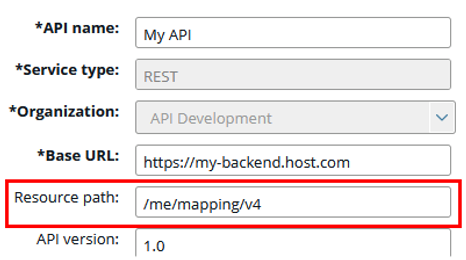 *API name: My API
*Service type: REST
*Organization: API Development
*Base URL: https://my-backend.host.com
Resource path: /me/mapping/v4
API version: 1.0